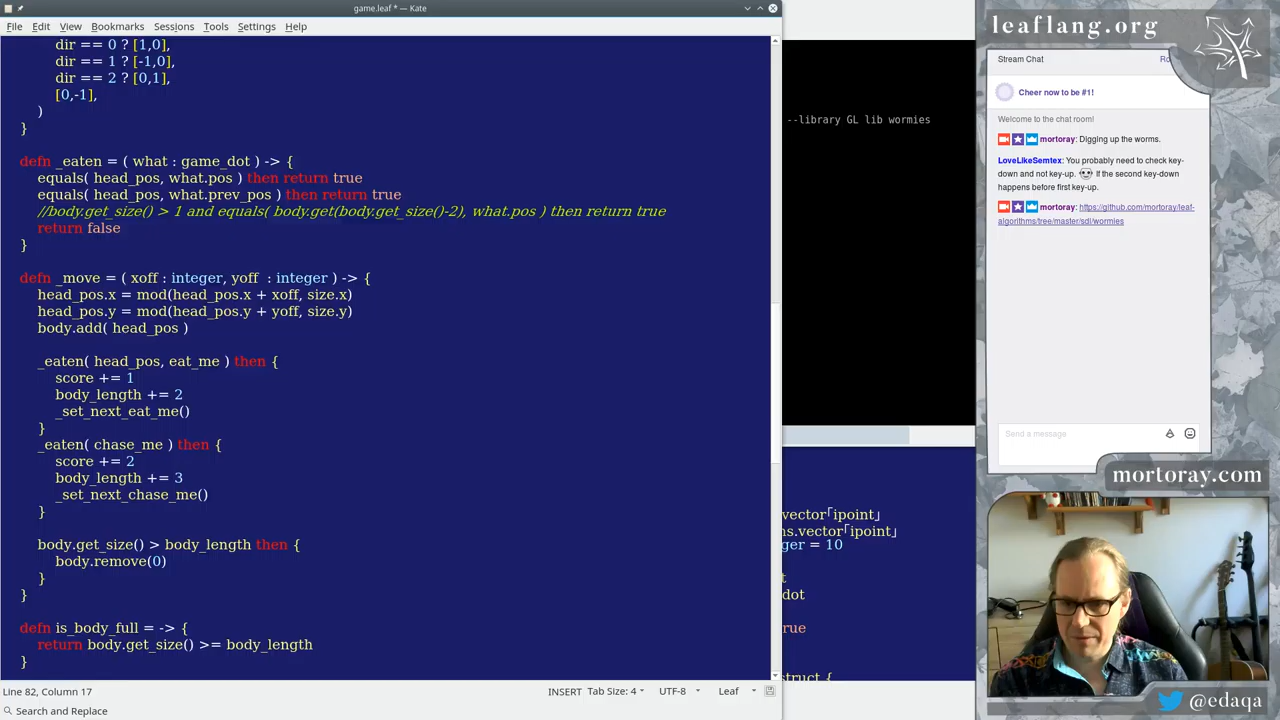 game.leaf * — Kate
File Edit View Bookmarks Sessions Tools Settings Help
dir == 0 ? [1,0],
dir == 1 ? [-1,0],
dir == 2 ? [0,1],
[0,-1],
)
}
defn _eaten = ( what : game_dot ) -> {
equals( head_pos, what.pos ) then return true
equals( head_pos, what.prev_pos ) then return true
//body.get_size() > 1 and equals( body.get(body.get_size()-2), what.pos ) then return true
return false
}
defn _move = ( xoff : integer, yoff : integer ) -> {
head_pos.x = mod(head_pos.x + xoff, size.x)
head_pos.y = mod(head_pos.y + yoff, size.y)
body.add( head_pos )
_eaten( head_pos, eat_me ) then {
score += 1
body_length += 2
_set_next_eat_me()
}
_eaten( chase_me ) then {
score += 2
body_length += 3
_set_next_chase_me()
}
body.get_size() > body_length then {
body.remove(0)
}
}
defn is_body_full = -> {
return body.get_size() >= body_length
}
Line 82, Column 17 INSERT Tab Size: 4 UTF-8 Leaf
Search and Replace
--library GL lib wormies
.vector「ipoint」
ns.vector「ipoint」
ger = 10
t
dot
rue
struct {
leaflang.org
Stream Chat
Ro
Cheer now to be #1!
Welcome to the chat room!
mortoray: Digging up the worms.
LoveLikeSemtex: You probably need to check key-
down and not key-up. If the second key-down
happens before first key-up.
mortoray: https://github.com/mortoray/leaf-
algorithms/tree/master/sdl/wormies
Send a message
mortoray.com
@edaqa